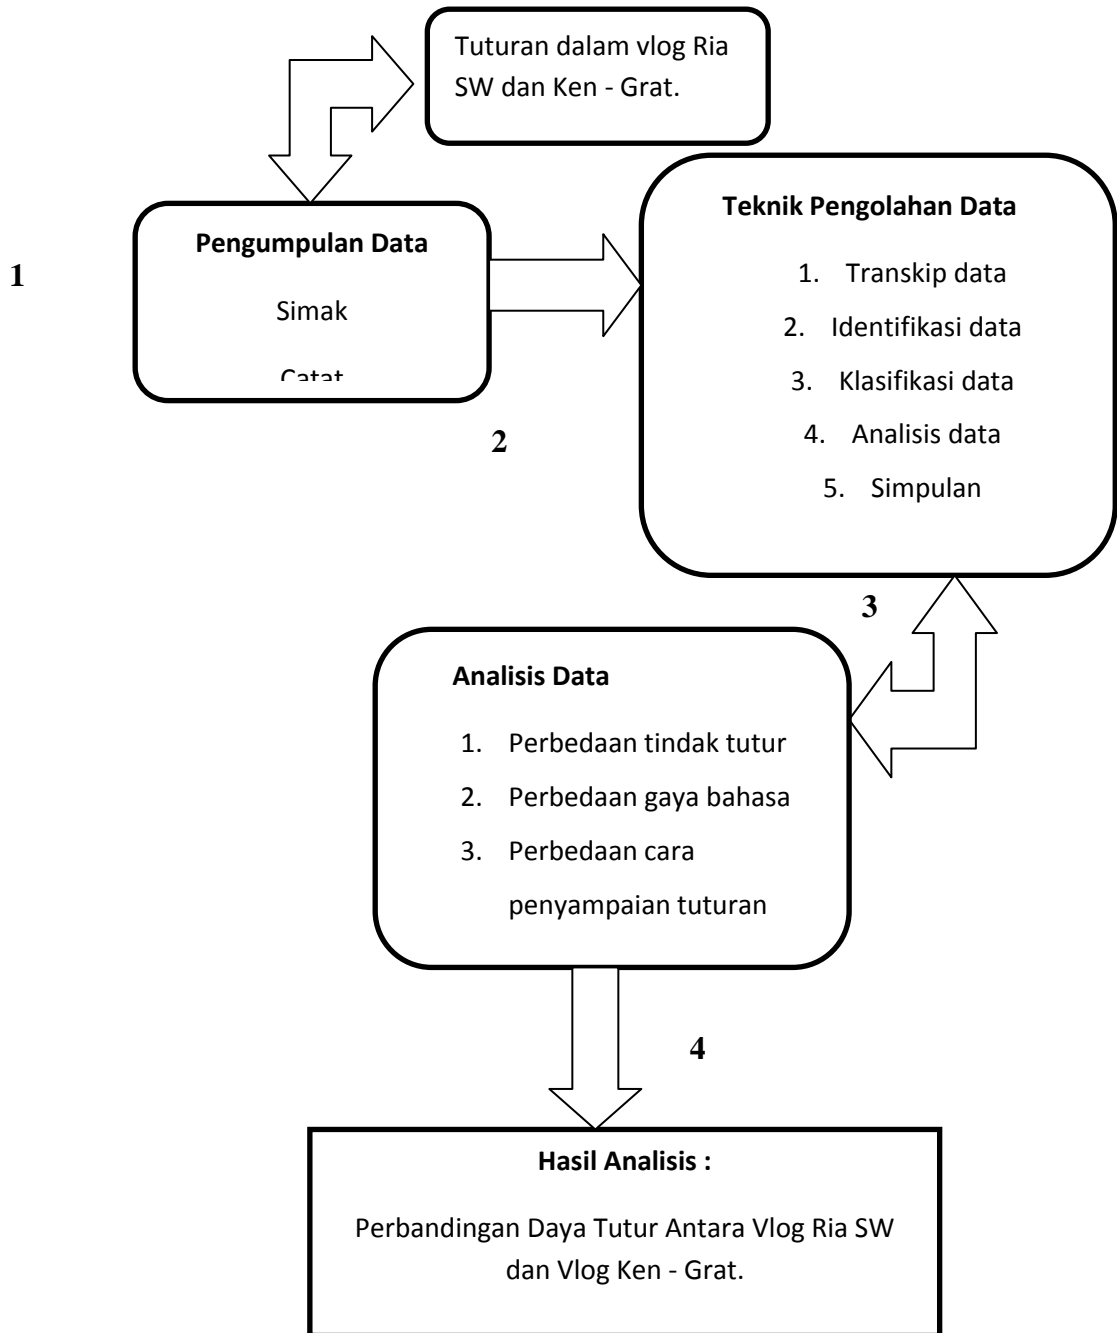 Tuturan dalam vlog Ria
SW dan Ken - Grat.
1
Pengumpulan Data
Simak
Catat
2
Teknik Pengolahan Data
1. Transkip data
2. Identifikasi data
3. Klasifikasi data
4. Analisis data
5. Simpulan
3
Analisis Data
1. Perbedaan tindak tutur
2. Perbedaan gaya bahasa
3. Perbedaan cara
penyampaian tuturan
4
Hasil Analisis :
Perbandingan Daya Tutur Antara Vlog Ria SW
dan Vlog Ken - Grat.